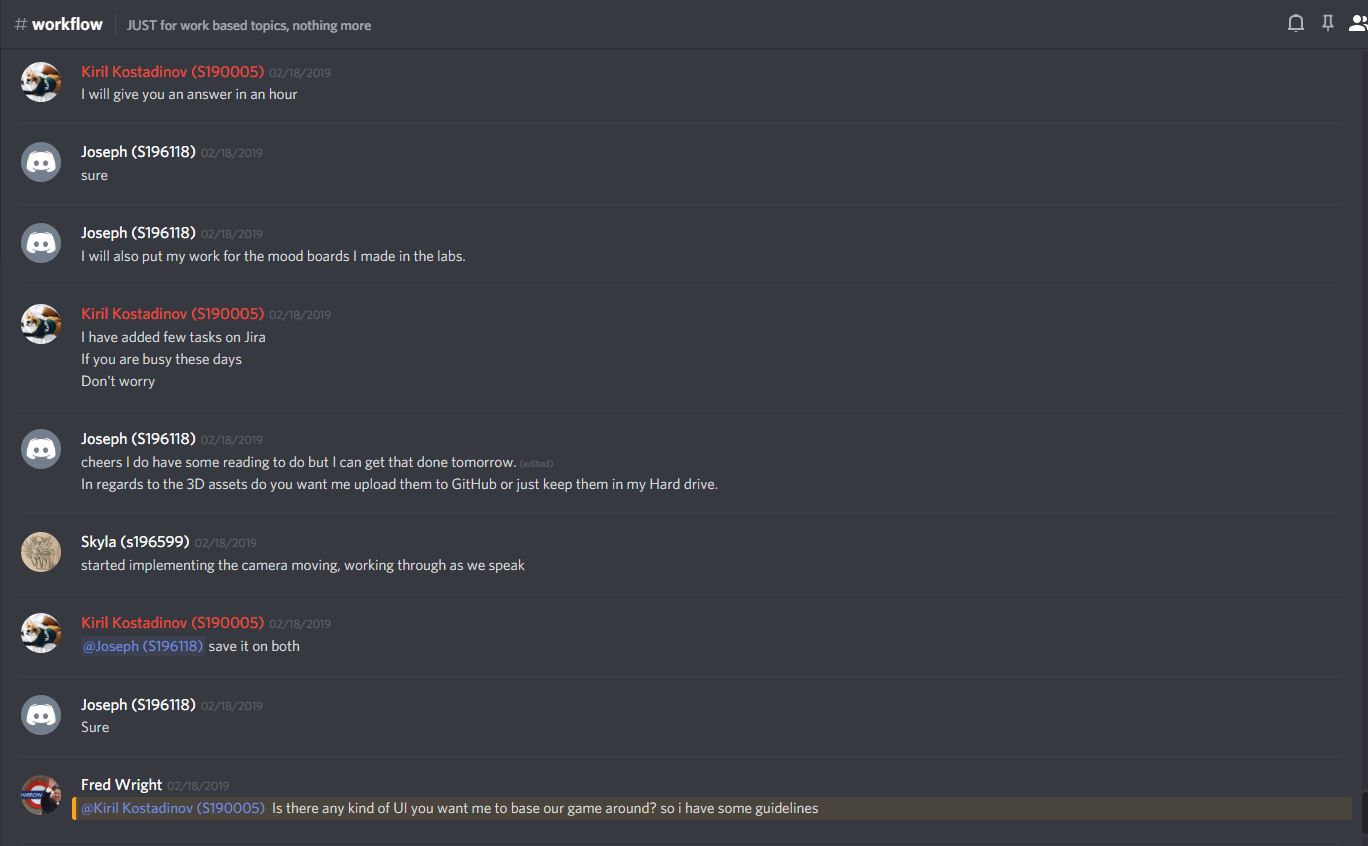 # workflow JUST for work based topics, nothing more
Kiril Kostadinov (S190005) 02/18/2019
I will give you an answer in an hour
Joseph (S196118) 02/18/2019
sure
Joseph (S196118) 02/18/2019
I will also put my work for the mood boards I made in the labs.
Kiril Kostadinov (S190005) 02/18/2019
I have added few tasks on Jira
If you are busy these days
Don't worry
Joseph (S196118) 02/18/2019
cheers I do have some reading to do but I can get that done tomorrow. (edited)
In regards to the 3D assets do you want me upload them to GitHub or just keep them in my Hard drive.
Skyla (s196599) 02/18/2019
started implementing the camera moving, working through as we speak
Kiril Kostadinov (S190005) 02/18/2019
@Joseph (S196118) save it on both
Joseph (S196118) 02/18/2019
Sure
Fred Wright 02/18/2019
HARROW
@Kiril Kostadinov (S190005) Is there any kind of UI you want me to base our game around? so i have some guidelines